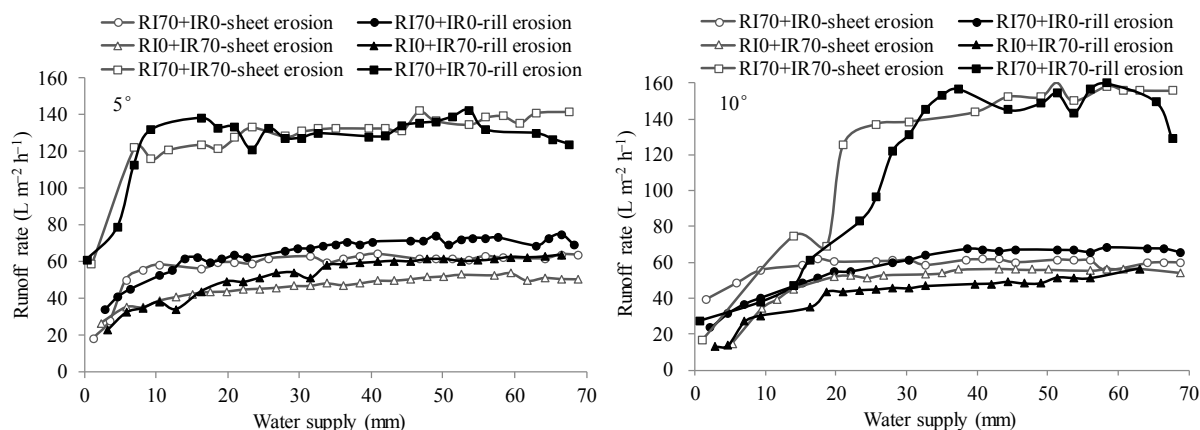 RI70+IR0-sheet erosion RI70+IR0-rill erosion
RI0+IR70-sheet erosion RI0+IR70-rill erosion
RI70+IR70-sheet erosion RI70+IR70-rill erosion
160
140
120
100
80
60
40
20
0
5°
Runoff rate (L m⁻² h⁻¹)
0 10 20 30 40 50 60 70
Water supply (mm)
RI70+IR0-sheet erosion RI70+IR0-rill erosion
RI0+IR70-sheet erosion RI0+IR70-rill erosion
RI70+IR70-sheet erosion RI70+IR70-rill erosion
160
140
120
100
80
60
40
20
0
10°
Runoff rate (L m⁻² h⁻¹)
0 10 20 30 40 50 60 70
Water supply (mm)